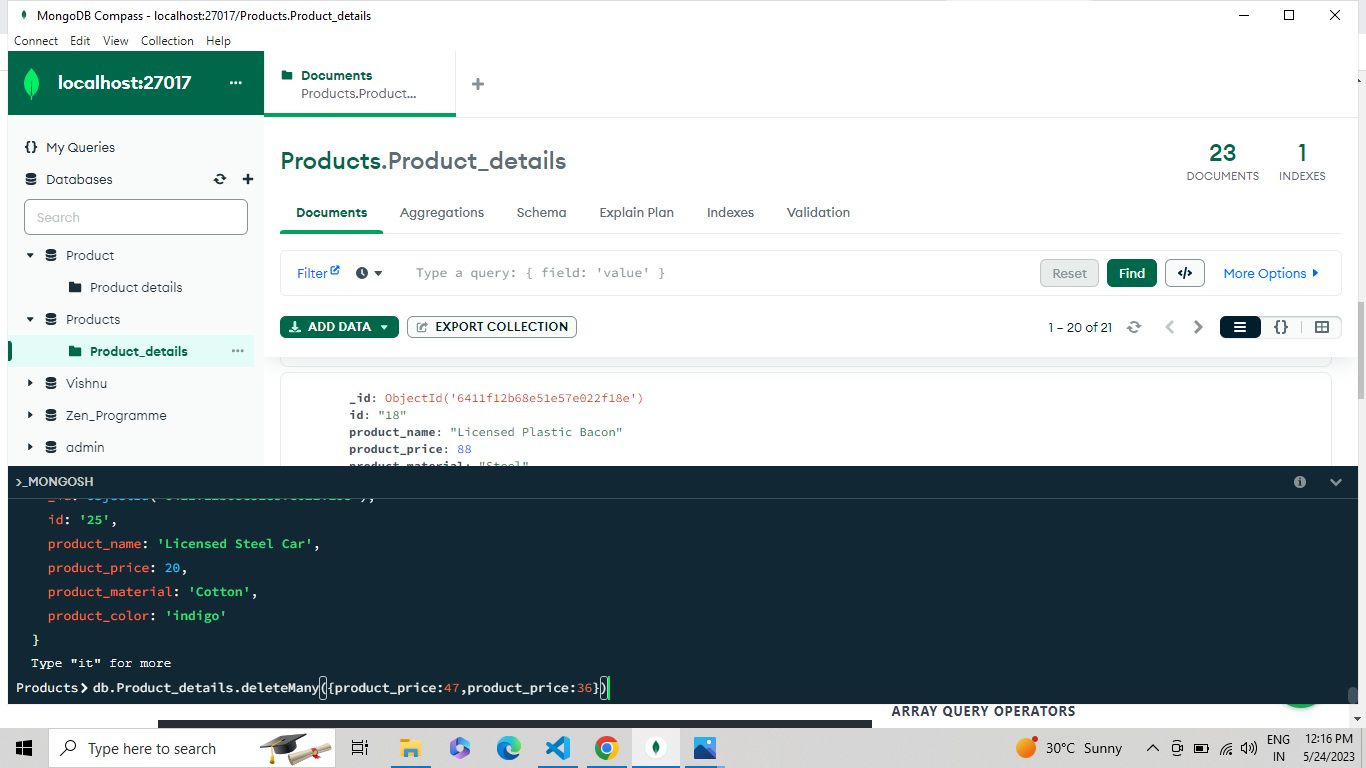 MongoDB Compass - localhost:27017/Products.Product_details
Connect Edit View Collection Help
localhost:27017 ...
Documents
Products.Product...
My Queries
Databases
Search
Product
Product details
Products
Product_details
Vishnu
Zen_Programme
admin
Products.Product_details
23
DOCUMENTS
1
INDEXES
Documents Aggregations Schema Explain Plan Indexes Validation
Filter Type a query: { field: 'value' } Reset Find </> More Options
ADD DATA EXPORT COLLECTION 1 – 20 of 21 {}
_id: ObjectId('6411f12b68e51e57e022f18e')
id: "18"
product_name: "Licensed Plastic Bacon"
product_price: 88
product_material: "Steel"
>_MONGOSH
id: '25',
product_name: 'Licensed Steel Car',
product_price: 20,
product_material: 'Cotton',
product_color: 'indigo'
}
Type "it" for more
Products> db.Product_details.deleteMany({product_price:47,product_price:36})
ARRAY QUERY OPERATORS
Type here to search
30°C Sunny
ENG
IN
12:16 PM
5/24/2023